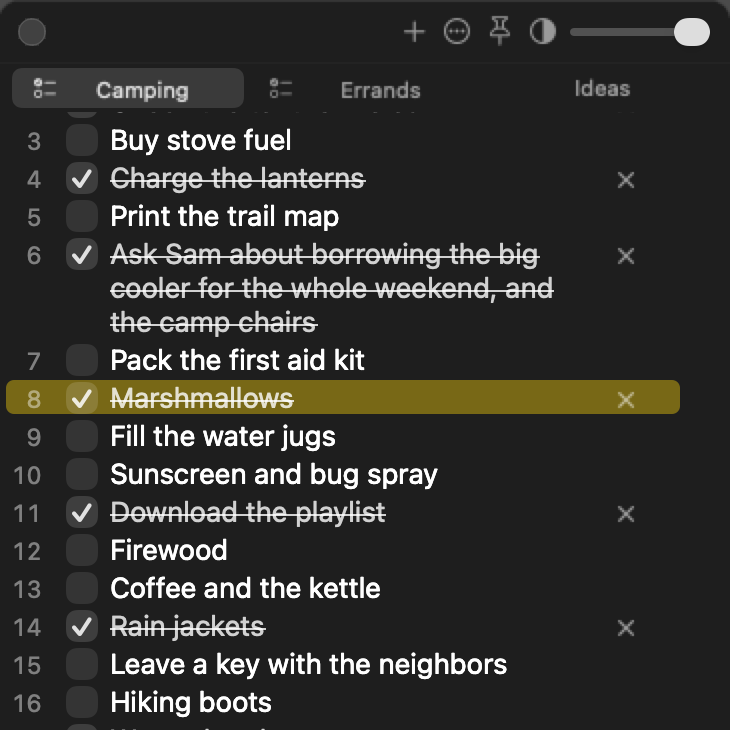 Camping Errands Ideas
3 Buy stove fuel
4 Charge the lanterns
5 Print the trail map
6 Ask Sam about borrowing the big
cooler for the whole weekend, and
the camp chairs
7 Pack the first aid kit
8 Marshmallows
9 Fill the water jugs
10 Sunscreen and bug spray
11 Download the playlist
12 Firewood
13 Coffee and the kettle
14 Rain jackets
15 Leave a key with the neighbors
16 Hiking boots